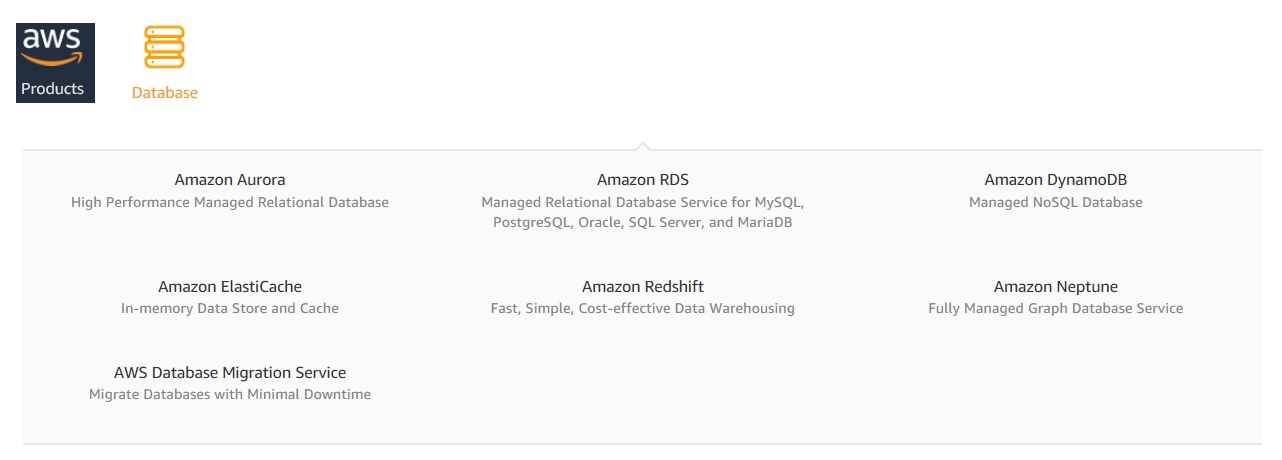 aws
Products
Database
Amazon Aurora
High Performance Managed Relational Database
Amazon RDS
Managed Relational Database Service for MySQL,
PostgreSQL, Oracle, SQL Server, and MariaDB
Amazon DynamoDB
Managed NoSQL Database
Amazon ElastiCache
In-memory Data Store and Cache
Amazon Redshift
Fast, Simple, Cost-effective Data Warehousing
Amazon Neptune
Fully Managed Graph Database Service
AWS Database Migration Service
Migrate Databases with Minimal Downtime